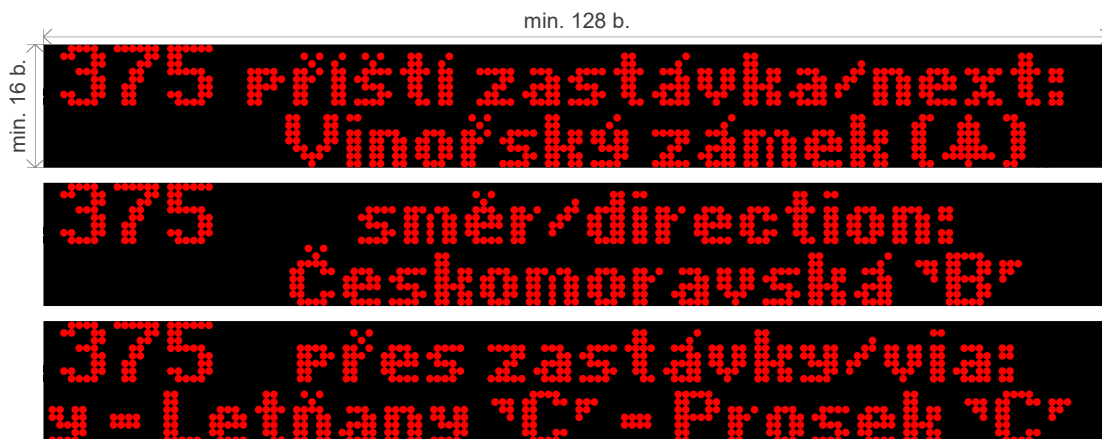 min. 128 b.
min. 16 b.
375 příští zastávka/next:
Vinořský zámek (A)
375 směr/direction:
Českomoravská "B"
375 přes zastávky/via:
y - Letňany "C" - Prosek "C"